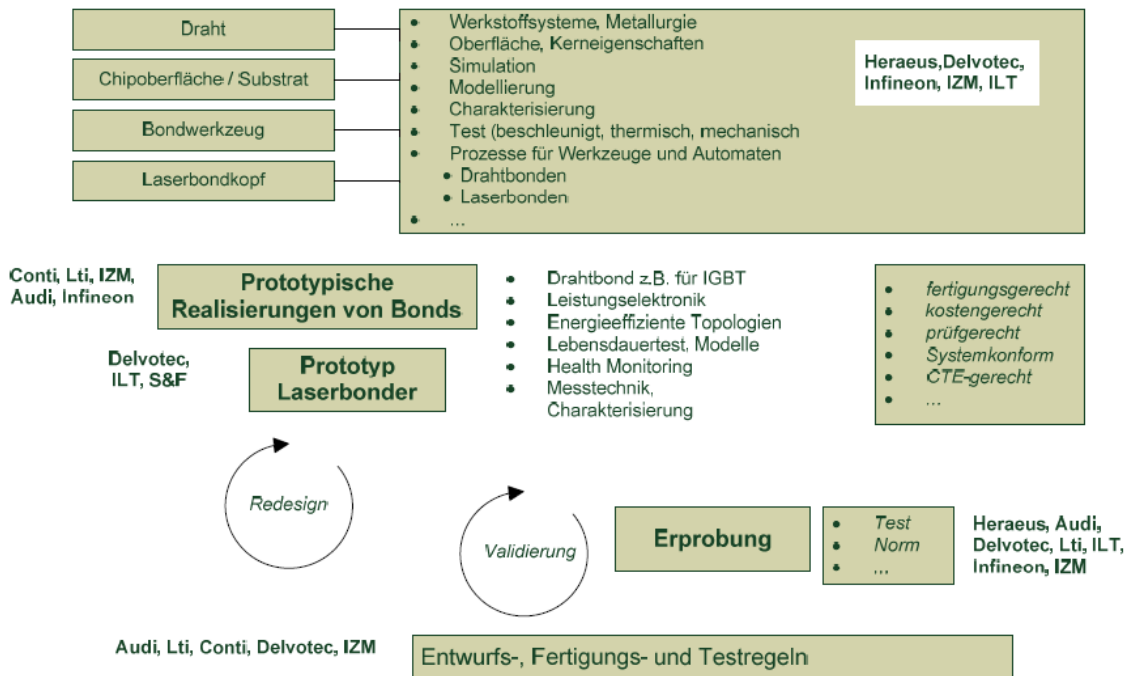 Draht
Chipoberfläche / Substrat
Bondwerkzeug
Laserbondkopf
• Werkstoffsysteme, Metallurgie
• Oberfläche, Kerneigenschaften
• Simulation
• Modellierung
• Charakterisierung
• Test (beschleunigt, thermisch, mechanisch
• Prozesse für Werkzeuge und Automaten
• Drahtbonden
• Laserbonden
• ...
Heraeus,Delvotec,
Infineon, IZM, ILT
Conti, Lti, IZM,
Audi, Infineon
Prototypische
Realisierungen von Bonds
Delvotec,
ILT, S&F
Prototyp
Laserbonder
• Drahtbond z.B. für IGBT
• Leistungselektronik
• Energieeffiziente Topologien
• Lebensdauertest, Modelle
• Health Monitoring
• Messtechnik,
Charakterisierung
• fertigungsgerecht
• kostengerecht
• prüfgerecht
• Systemkonform
• CTE-gerecht
• ...
Redesign
Validierung
Erprobung
• Test
• Norm
• ...
Heraeus, Audi,
Delvotec, Lti, ILT,
Infineon, IZM
Audi, Lti, Conti, Delvotec, IZM
Entwurfs-, Fertigungs- und Testregeln